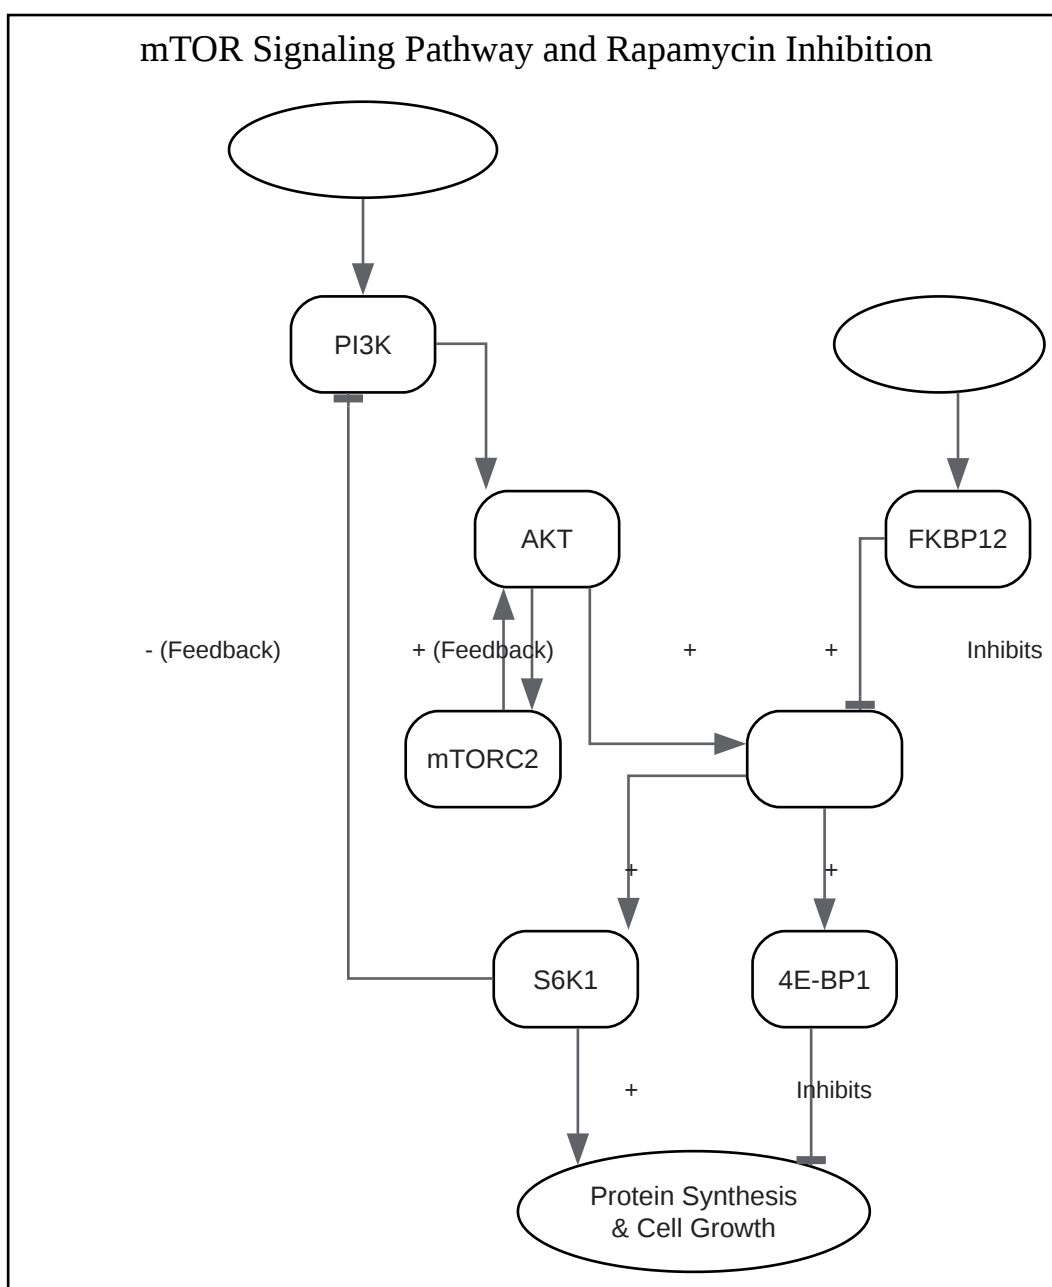 mTOR Signaling Pathway and Rapamycin Inhibition
PI3K
AKT
FKBP12
- (Feedback)
+ (Feedback)
+
+
Inhibits
mTORC2
+
+
S6K1
4E-BP1
+
Inhibits
Protein Synthesis
& Cell Growth